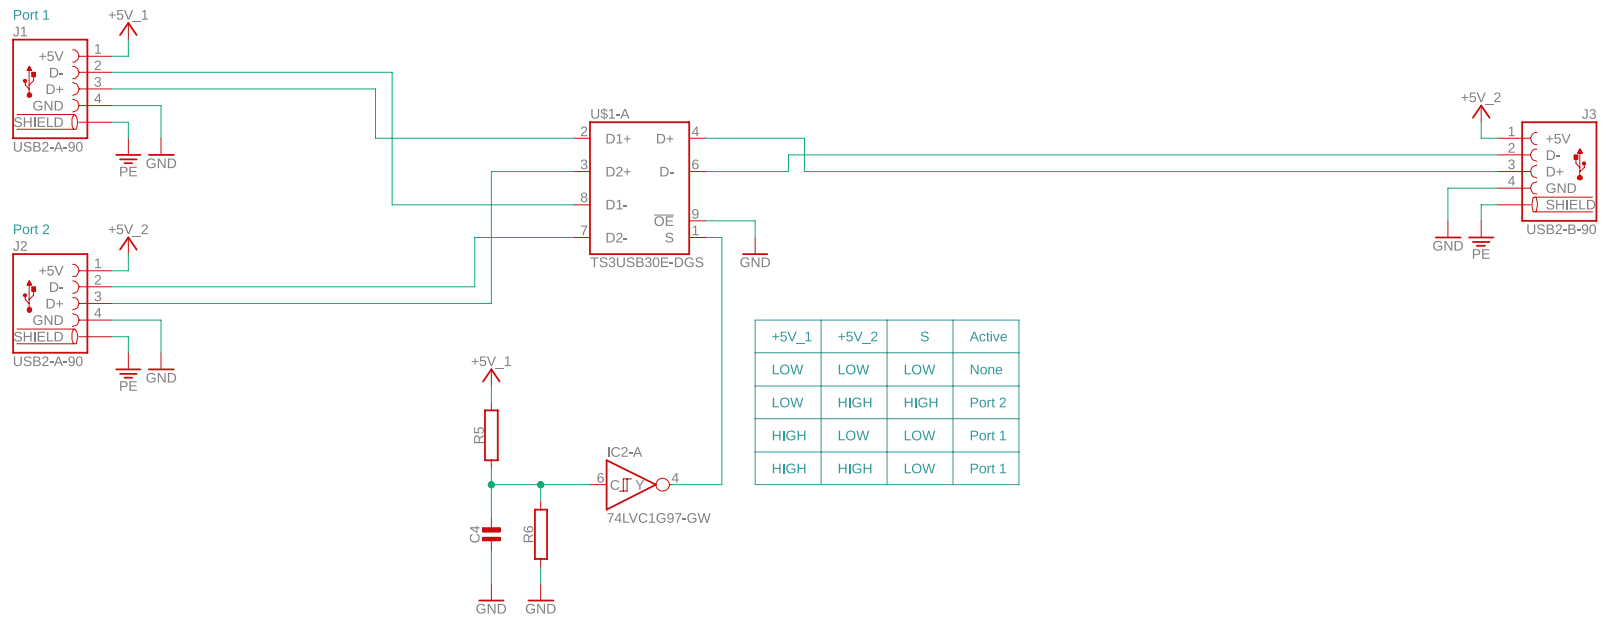 Port 1
J1
+5V_1
+5V 1
D- 2
D+ 3
GND 4
SHIELD
USB2-A-90
PE
GND
Port 2
J2
+5V_2
+5V 1
D- 2
D+ 3
GND 4
SHIELD
USB2-A-90
PE
GND
U$1-A
2 D1+ D+ 4
3 D2+ D- 6
8 D1- OE 9
7 D2- S 1
TS3USB30E-DGS
GND
+5V_2
J3
1 +5V
2 D-
3 D+
4 GND
SHIELD
USB2-B-90
GND
PE
+5V_1
R5
C4
R6
GND
GND
IC2-A
6 C Y 4
74LVC1G97-GW
+5V_1 +5V_2 S Active
LOW LOW LOW None
LOW HIGH HIGH Port 2
HIGH LOW LOW Port 1
HIGH HIGH LOW Port 1